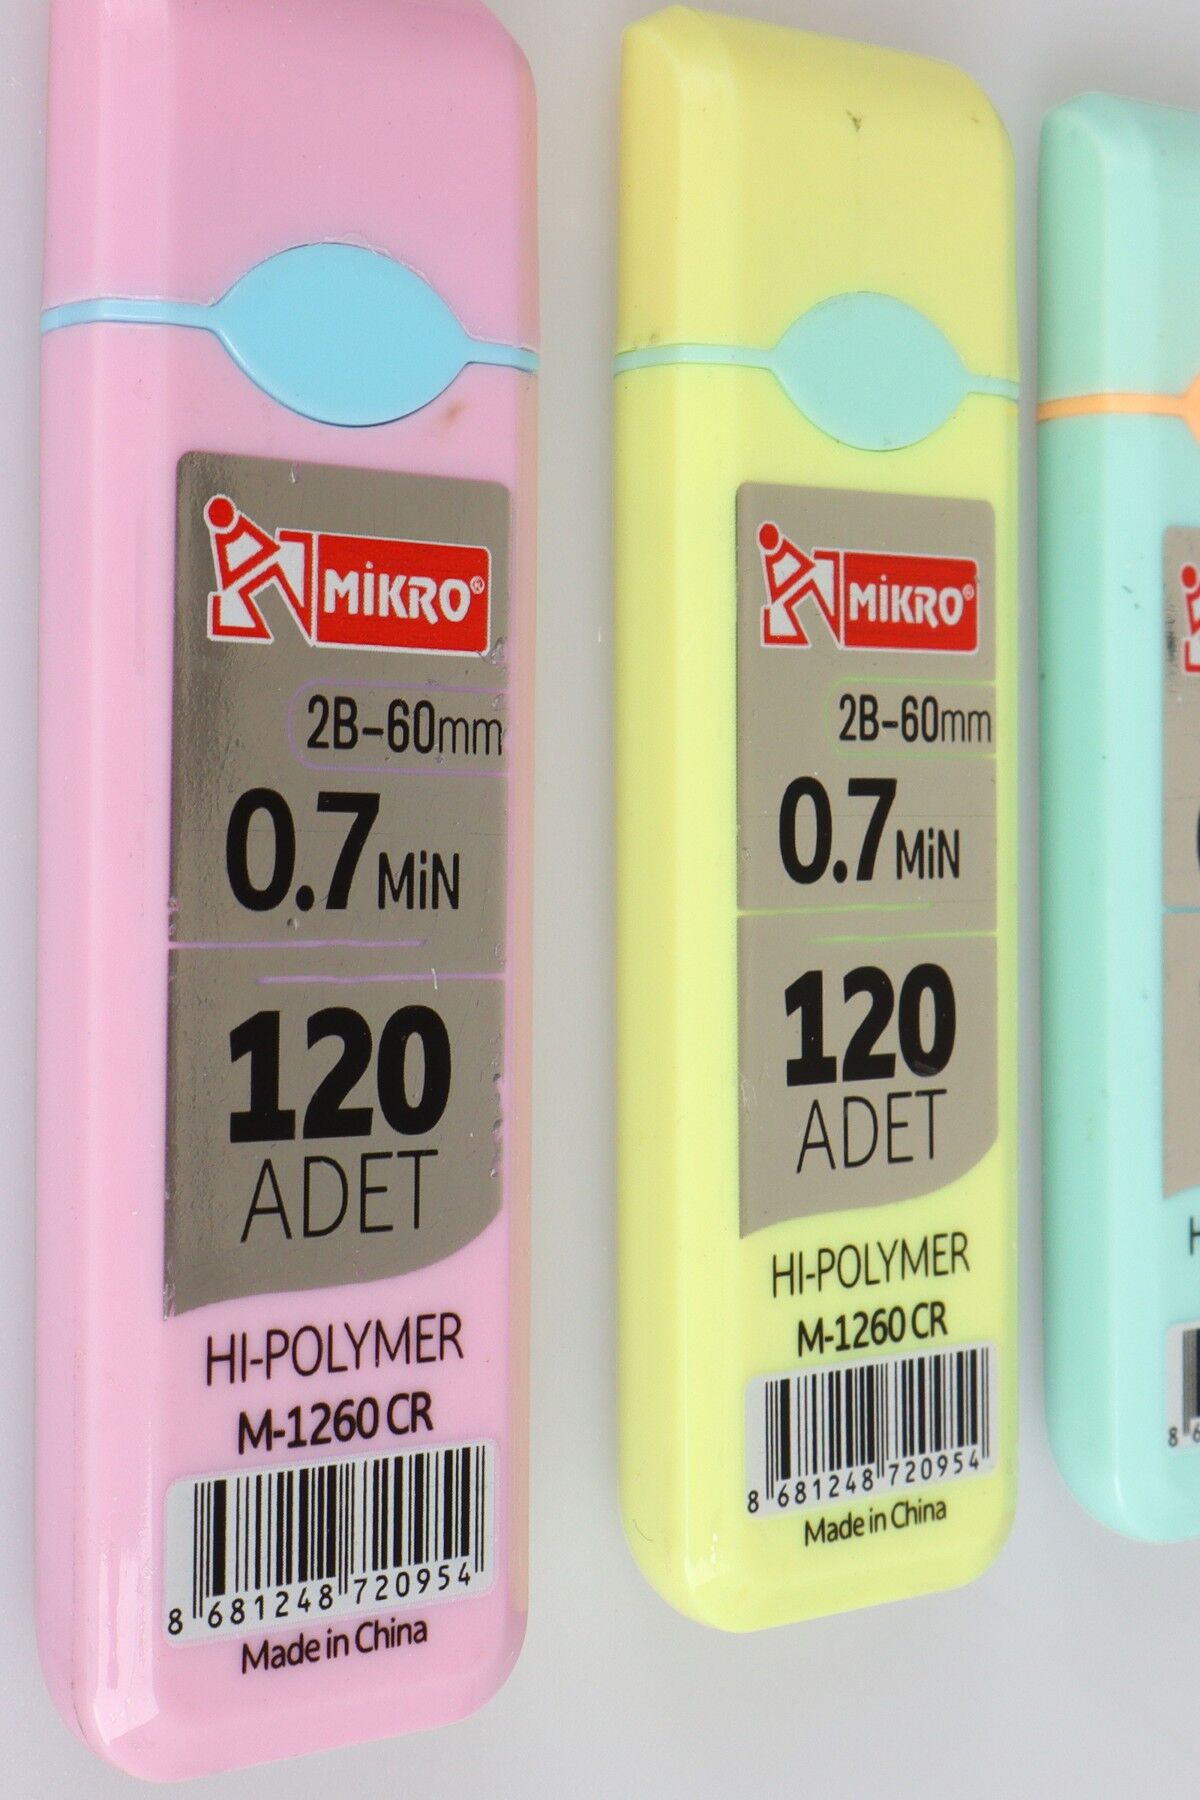 MİKRO®
2B-60mm
0.7 MiN
120
ADET
HI-POLYMER
M-1260 CR
8 681248 720954
Made in China
MİKRO®
2B-60mm
0.7 MiN
120
ADET
HI-POLYMER
M-1260 CR
8 681248 720954
Made in China